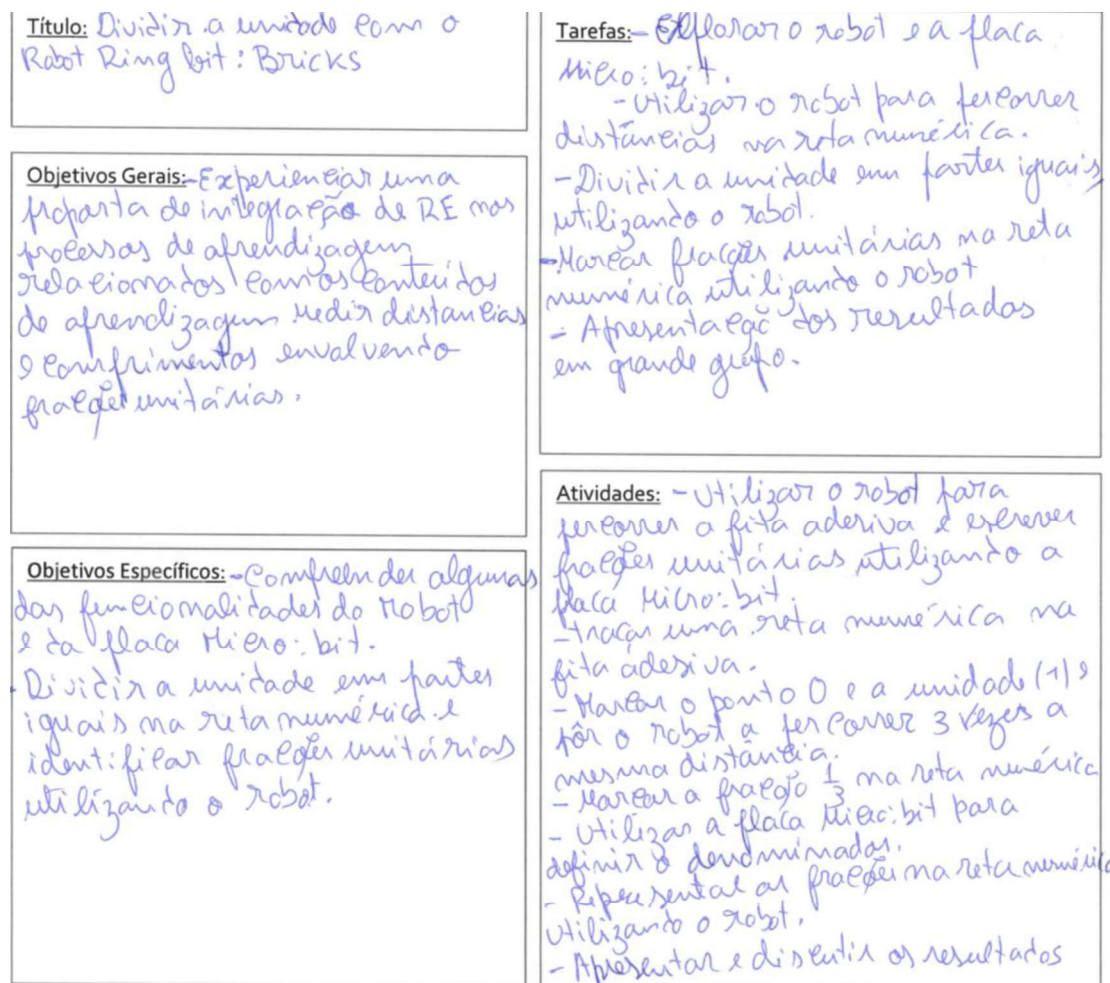 Título: Dividir a unidade com o
Robot Ring bit: Bricks
Objetivos Gerais:-Experienciar uma
proposta de integração de RE nos
processos de aprendizagem
relacionados com os conteúdos
de aprendizagem medir distancias
e comprimentos envolvendo
frações unitárias.
Objetivos Específicos:-Compreender algumas
das funcionalidades do robot
e da placa Micro:bit.
-Dividir a unidade em partes
iguais na reta numérica e
identificar frações unitárias
utilizando o robot.
Tarefas:- Explorar o robot e a placa
Micro:bit.
-Utilizar o robot para percorrer
distâncias na reta numérica.
-Dividir a unidade em partes iguais
utilizando o robot.
-Marcar fracções unitárias na reta
numérica utilizando o robot
- Apresentação dos resultados
em grande grupo.
Atividades: -Utilizar o robot para
percorrer a fita adesiva e escrever
frações unitárias utilizando a
placa Micro:bit.
-traçar uma reta numérica na
fita adesiva.
-Marcar o ponto 0 e a unidade (1) e
pôr o robot a percorrer 3 vezes a
mesma distância.
- Marcar a fração 1/3 na reta numérica
- Utilizar a placa Micro:bit para
definir o denominador.
- Representar as frações na reta numérica
utilizando o robot.
- Apresentar e discutir os resultados